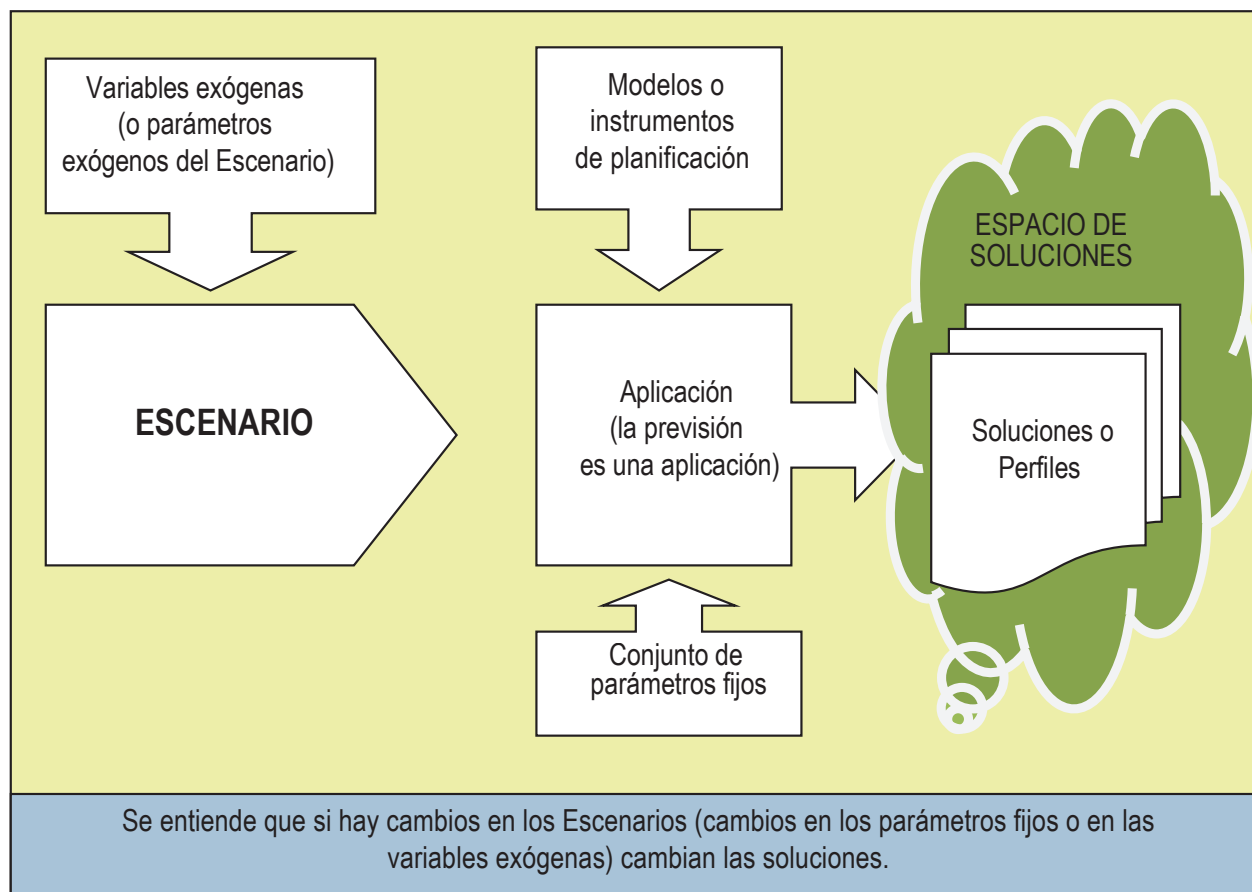 Variables exógenas
(o parámetros
exógenos del Escenario)
Modelos o
instrumentos
de planificación
ESPACIO DE
SOLUCIONES
ESCENARIO
Aplicación
(la previsión
es una aplicación)
Soluciones o
Perfiles
Conjunto de
parámetros fijos
Se entiende que si hay cambios en los Escenarios (cambios en los parámetros fijos o en las
variables exógenas) cambian las soluciones.